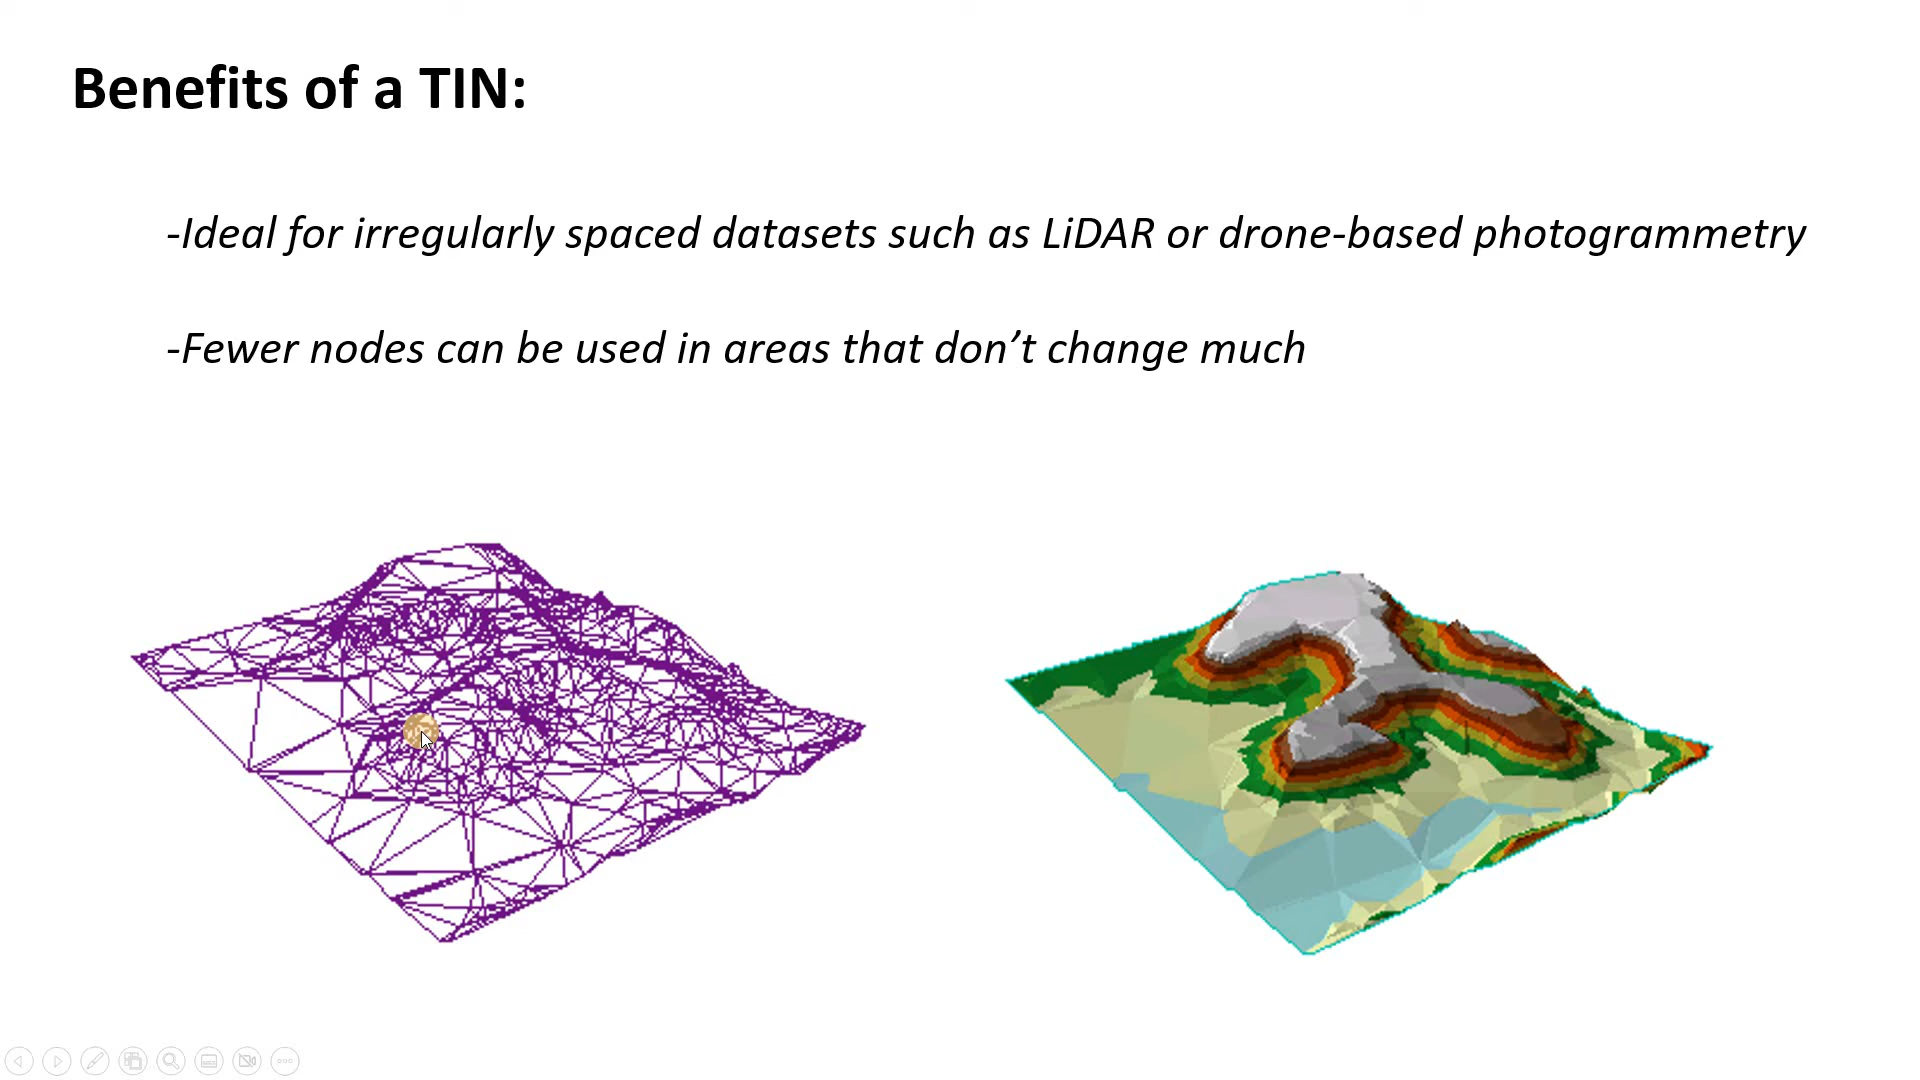 Benefits of a TIN:
-Ideal for irregularly spaced datasets such as LiDAR or drone-based photogrammetry
-Fewer nodes can be used in areas that don’t change much